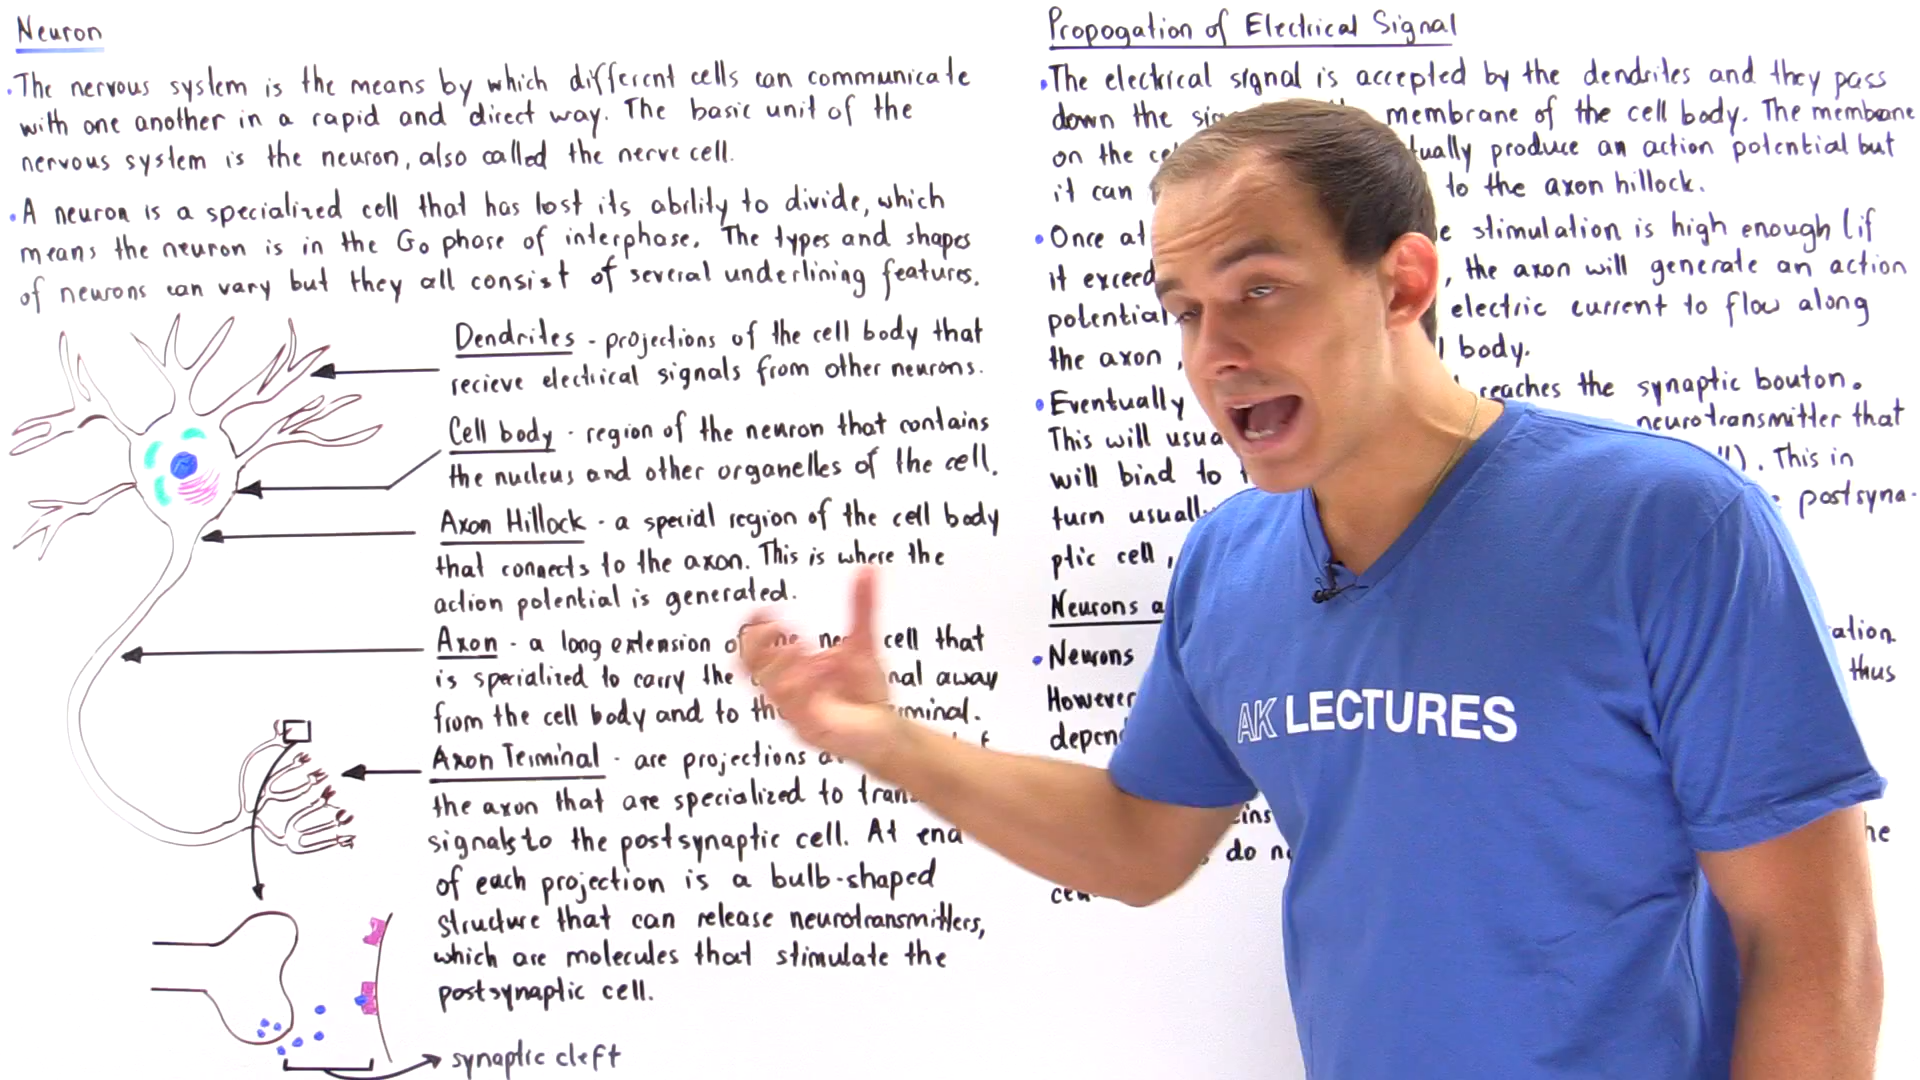 Neuron
.The nervous system is the means by which different cells can communicate
with one another in a rapid and direct way. The basic unit of the
nervous system is the neuron, also called the nerve cell.
•A neuron is a specialized cell that has lost its ability to divide, which
means the neuron is in the Go phase of interphase. The types and shapes
of neurons can vary but they all consist of several underlining features.
Dendrites - projections of the cell body that
recieve electrical signals from other neurons.
Cell body - region of the neuron that contains
the nucleus and other organelles of the cell.
Axon Hillock - a special region of the cell body
that connects to the axon. This is where the
action potential is generated.
Axon - a long extension of cell that
is specialized to carry the away
from the cell body and to
Axon Terminal - are projections
the axon that are specialized to
signals to the postsynaptic cell. At end
of each projection is a bulb-shaped
structure that can release neurotransmitters,
which are molecules that stimulate the
postsynaptic cell.
synaptic cleft
Propogation of Electrical Signal
•The electrical signal is accepted by the dendrites and they pass
down the membrane of the cell body. The membrane
on the produce an action potential but
it can to the axon hillock.
•Once at stimulation is high enough (if
it exceed , the axon will generate an action
potential electric current to flow along
the axon, body.
•Eventually reaches the synaptic bouton.
This will neurotransmitter that
will bind to . This in
turn postsyna-
ptic cell,
Neurons
•Neurons
However thus
do
AK LECTURES